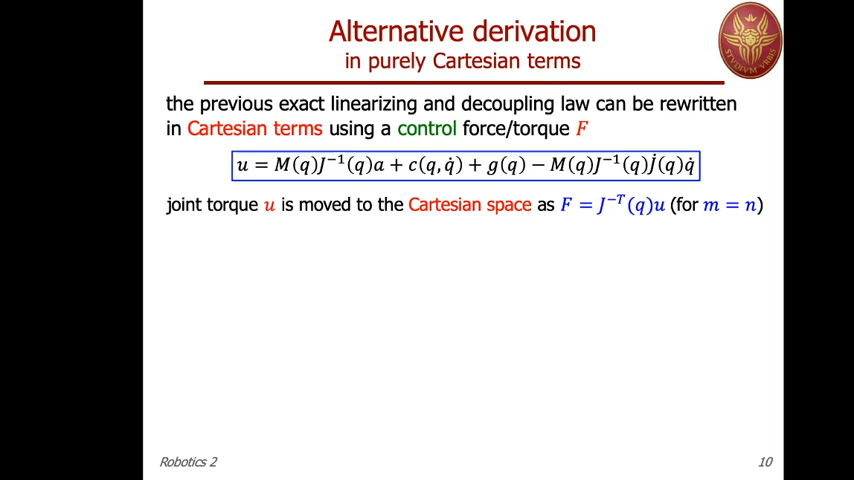 Alternative derivation
in purely Cartesian terms
STVDIVM VRBIS
the previous exact linearizing and decoupling law can be rewritten
in Cartesian terms using a control force/torque F
u = M(q)J⁻¹(q)a + c(q, q̇) + g(q) − M(q)J⁻¹(q)J̇(q)q̇
joint torque u is moved to the Cartesian space as F = J⁻ᵀ(q)u (for m = n)
Robotics 2
10